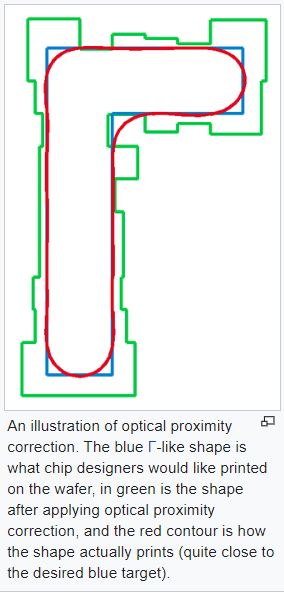 An illustration of optical proximity
correction. The blue Γ-like shape is
what chip designers would like printed
on the wafer, in green is the shape
after applying optical proximity
correction, and the red contour is how
the shape actually prints (quite close to
the desired blue target).